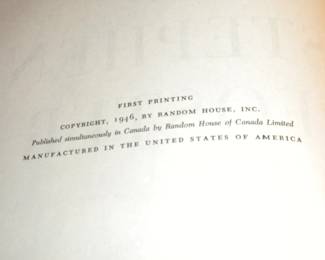 FIRST PRINTING
COPYRIGHT, 1946, BY RANDOM HOUSE, INC.
Published simultaneously in Canada by Random House of Canada Limited
MANUFACTURED IN THE UNITED STATES OF AMERICA